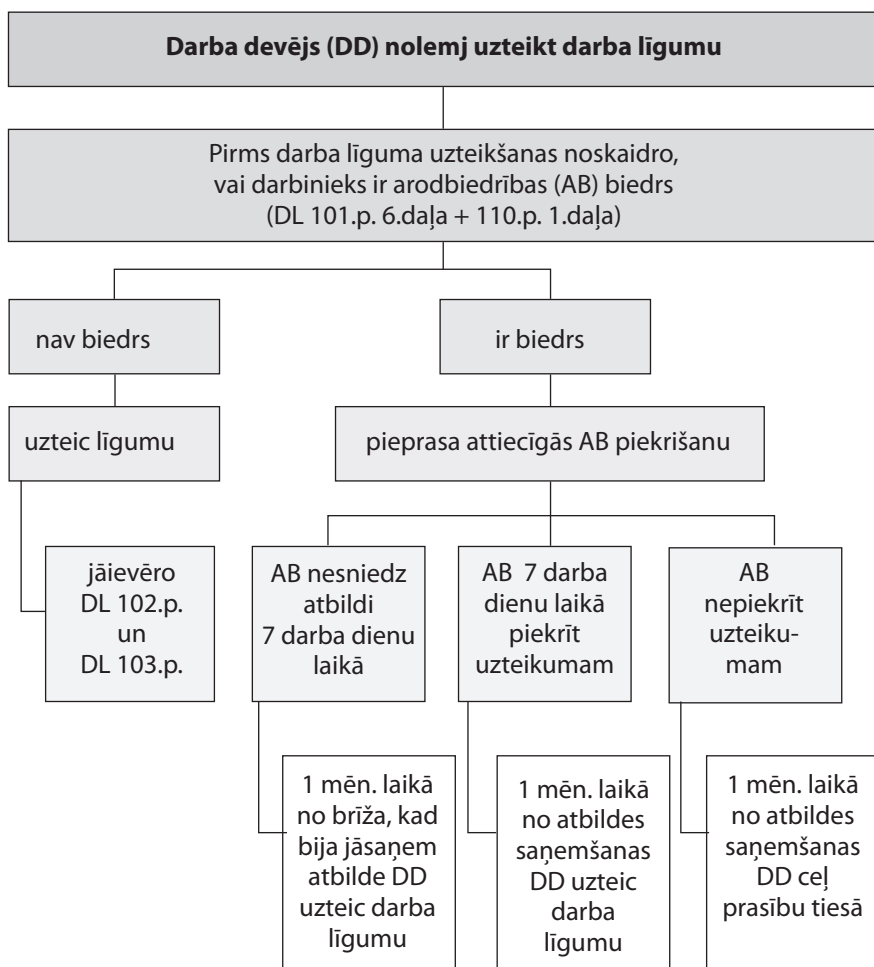 Darba devējs (DD) nolemj uzteikt darba līgumu
Pirms darba līguma uzteikšanas noskaidro,
vai darbinieks ir arodbiedrības (AB) biedrs
(DL 101.p. 6.daļa + 110.p. 1.daļa)
nav biedrs
ir biedrs
uzteic līgumu
pieprasa attiecīgās AB piekrišanu
jāievēro
DL 102.p.
un
DL 103.p.
AB nesniedz
atbildi
7 darba dienu
laikā
AB 7 darba
dienu laikā
piekrīt
uzteikumam
AB
nepiekrīt
uzteiku-
mam
1 mēn. laikā
no brīža, kad
bija jāsaņem
atbilde DD
uzteic darba
līgumu
1 mēn. laikā
no atbildes
saņemšanas
DD uzteic
darba
līgumu
1 mēn. laikā
no atbildes
saņemšanas
DD ceļ
prasību tiesā